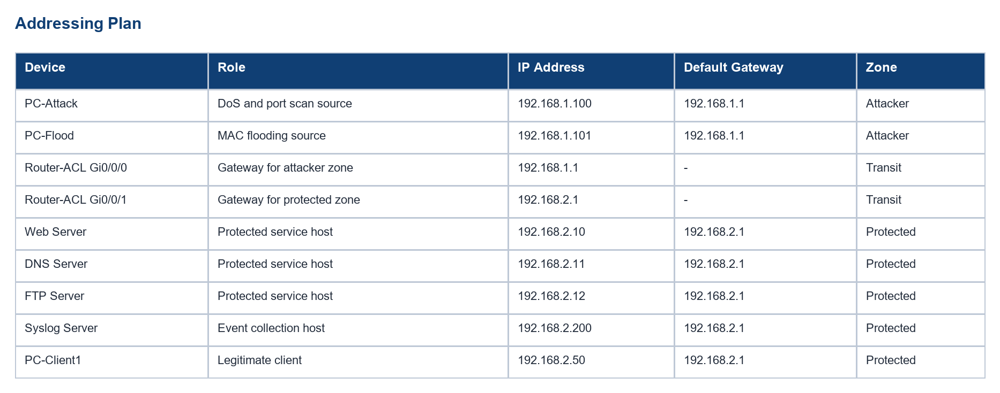 Addressing Plan
Device Role IP Address Default Gateway Zone
PC-Attack DoS and port scan source 192.168.1.100 192.168.1.1 Attacker
PC-Flood MAC flooding source 192.168.1.101 192.168.1.1 Attacker
Router-ACL Gi0/0/0 Gateway for attacker zone 192.168.1.1 - Transit
Router-ACL Gi0/0/1 Gateway for protected zone 192.168.2.1 - Transit
Web Server Protected service host 192.168.2.10 192.168.2.1 Protected
DNS Server Protected service host 192.168.2.11 192.168.2.1 Protected
FTP Server Protected service host 192.168.2.12 192.168.2.1 Protected
Syslog Server Event collection host 192.168.2.200 192.168.2.1 Protected
PC-Client1 Legitimate client 192.168.2.50 192.168.2.1 Protected